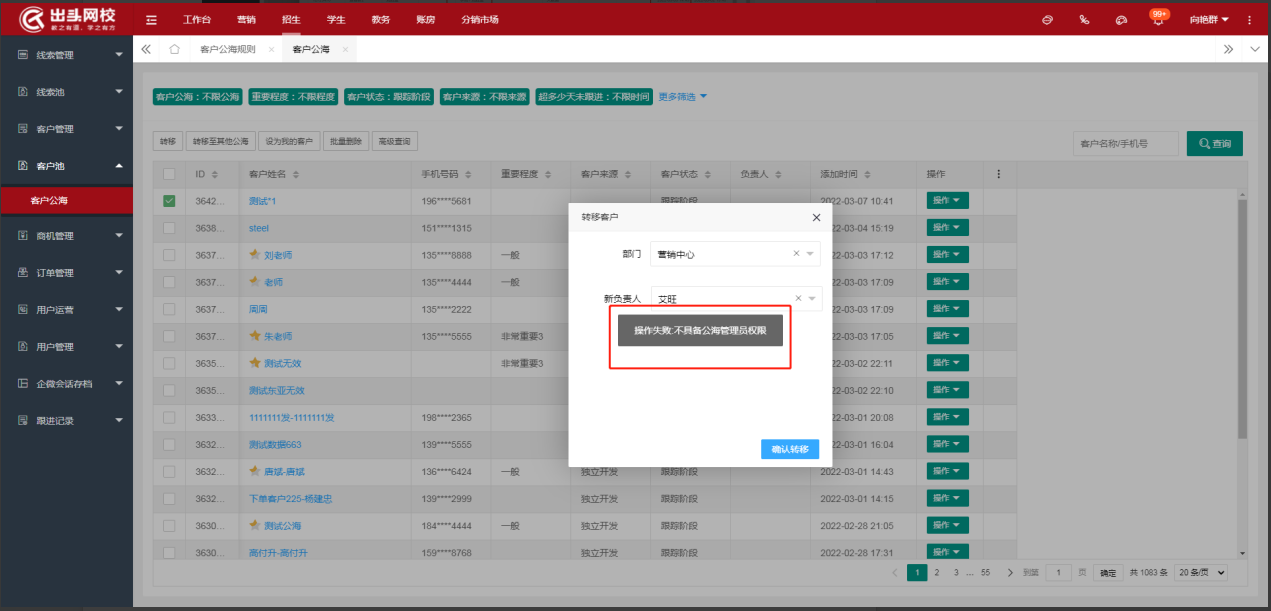 出头网校
教之有道，学之有方
工作台 营销 招生 学生 教务 账房 分销市场
99+
向艳群
线索管理
线索池
客户管理
客户池
客户公海
商机管理
订单管理
用户运营
用户管理
企微会话存档
跟进记录
客户公海规则 × 客户公海 ×
客户公海：不限公海 重要程度：不限程度 客户状态：跟踪阶段 客户来源：不限来源 超多少天未跟进：不限时间 更多筛选
转移 转移至其他公海 设为我的客户 批量删除 高级查询 客户名称/手机号 查询
ID 客户姓名 手机号码 重要程度 客户来源 客户状态 负责人 添加时间 操作
3642... 测试*1 196****5681 跟踪阶段 2022-03-07 10:41 操作
3638... steel 151****1315 22-03-04 15:19 操作
3637... 刘老师 135****8888 一般 22-03-03 17:12 操作
3637... 老师 135****4444 一般 22-03-03 17:09 操作
3637... 周周 135****2222 22-03-03 17:09 操作
3637... 朱老师 135****5555 非常重要3 22-03-03 17:05 操作
3635... 测试无效 非常重要3 22-03-02 22:11 操作
3635... 测试东亚无效 22-03-02 22:10 操作
3633... 1111111发-1111111发 198****2365 22-03-01 20:08 操作
3632... 测试数据663 139****5555 22-03-01 16:04 操作
3632... 唐斌-唐斌 136****6424 一般 独立开发 跟踪阶段 2022-03-01 14:43 操作
3632... 下单客户225-杨建忠 139****2999 独立开发 跟踪阶段 2022-03-01 14:15 操作
3630... 测试公海 184****4444 一般 独立开发 跟踪阶段 2022-02-28 21:05 操作
3630... 高付升-高付升 159****8768 独立开发 跟踪阶段 2022-02-28 17:31 操作
转移客户
部门 营销中心
新负责人 艾旺
操作失败:不具备公海管理员权限
确认转移
1 2 3 ... 55 到第 1 页 确定 共 1083 条 20 条/页